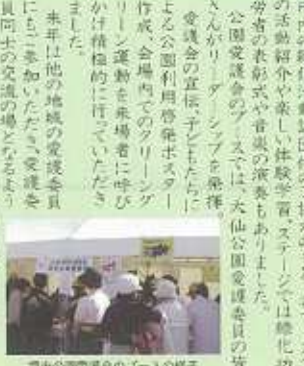 の活動紹介や楽しい体験学習、ステージでは緑化功
労者の表彰式や音楽の演奏もありました。
公園愛護会のブースでは、大仙公園愛護委員の皆
さんがリーダーシップを発揮
愛護会の宣伝、子どもたちに
よる公園利用啓発ポスター
作成、会場内でのクリーング
リーン運動を来場者に呼び
かけ積極的に行っていただき
ました。
来年は他の地域の愛護委員
にもご参加いただき、愛護委
員同士の交流の場となるよう
公園愛護会のブースの様子